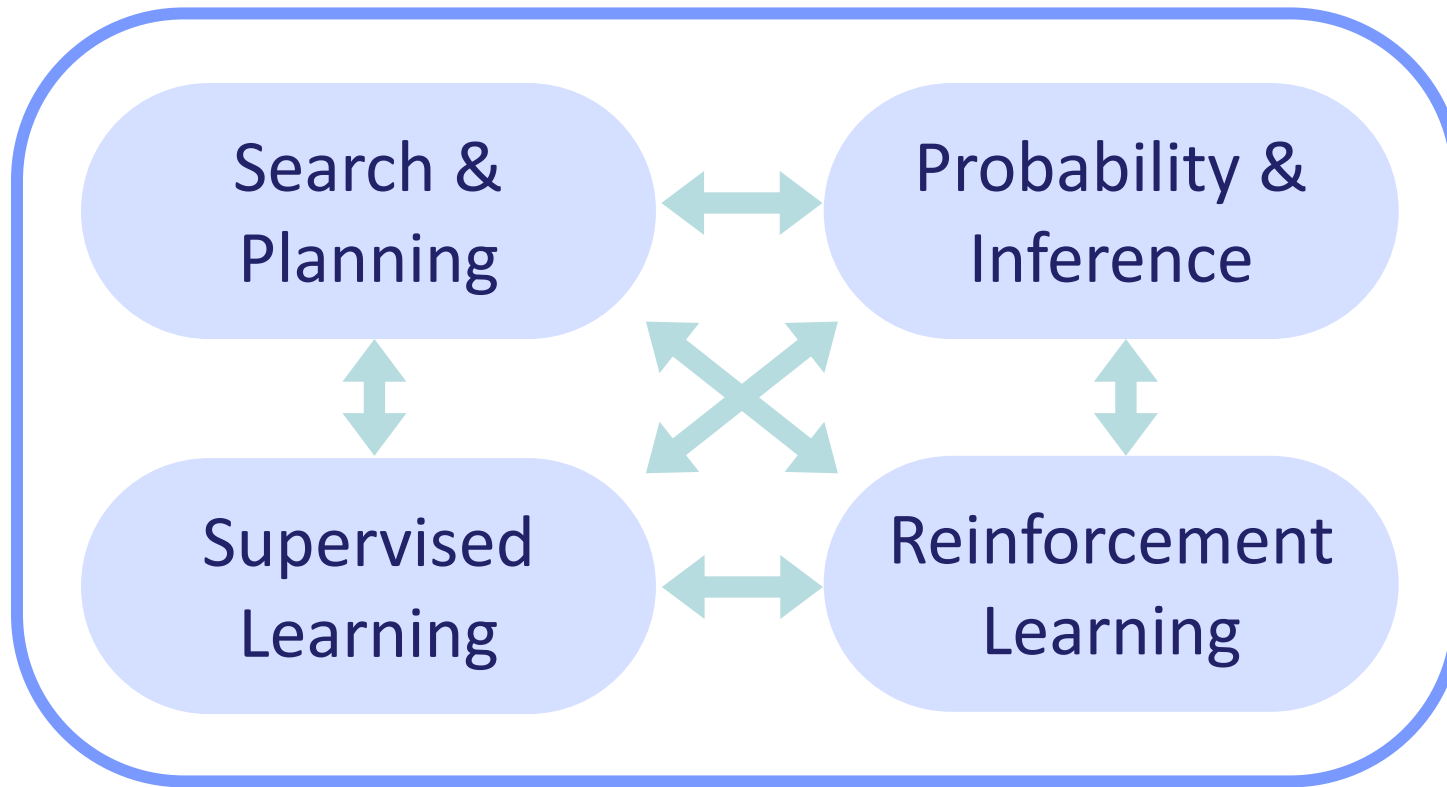 Search &
Planning
Probability &
Inference
Supervised
Learning
Reinforcement
Learning